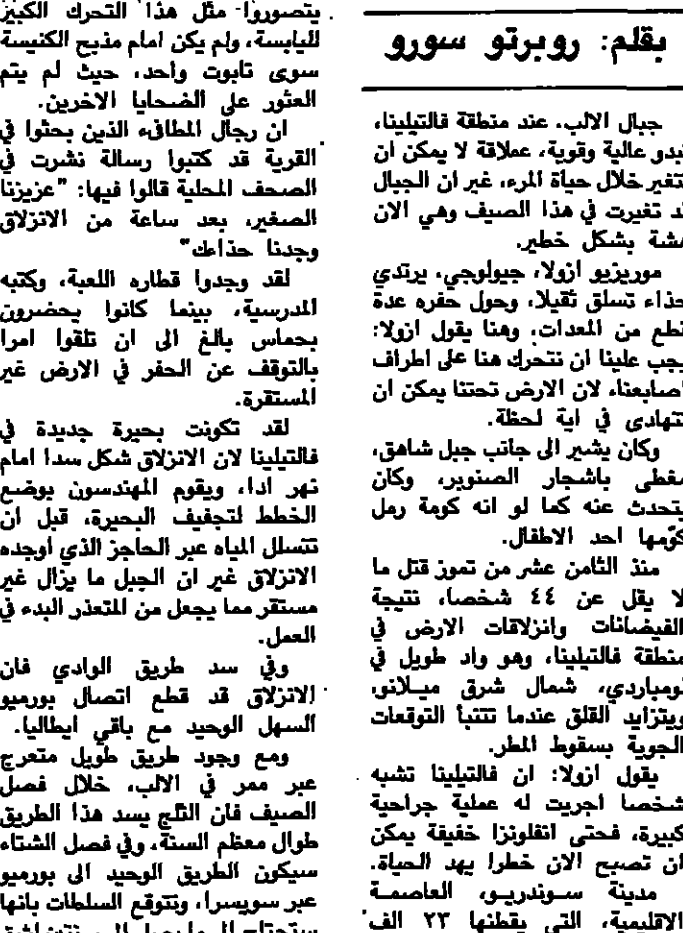 بقلم: روبرتو سورو
جبال الالب. عند منطقة فالتيلينا،
تبدو عالية وقوية، عملاقة لا يمكن ان
تتغير خلال حياة المرء، غير ان الجبال
قد تغيرت في هذا الصيف وهي الان
هشة بشكل خطير.
موريزيو ازولا، جيولوجي، يرتدي
حذاء تسلق ثقيلا، وحول حفره عدة
قطع من المعدات، وهنا يقول ازولا:
يجب علينا ان نتحرك هنا على اطراف
اصابعنا، لان الارض تحتنا يمكن ان
تتهادى في اية لحظة.
وكان يشير الى جانب جبل شاهق،
مغطى باشجار الصنوبر، وكان
يتحدث عنه كما لو انه كومة رمل
كوّمها احد الاطفال.
منذ الثامن عشر من تموز قتل ما
لا يقل عن ٤٤ شخصا، نتيجة
الفيضانات وانزلاقات الارض في
منطقة فالتيلينا، وهو واد طويل في
لومباردي، شمال شرق ميلانو،
ويتزايد القلق عندما تتنبأ التوقعات
الجوية بسقوط المطر.
يقول ازولا: ان فالتيلينا تشبه
شخصا اجريت له عملية جراحية
كبيرة، فحتى انفلونزا خفيفة يمكن
ان تصبح الان خطرا يهد الحياة.
مدينة سوندريو، العاصمة
الاقليمية، التي يقطنها ٢٣ الف
يتصوروا مثل هذا التحرك الكبير
لليابسة، ولم يكن امام مذبح الكنيسة
سوى تابوت واحد، حيث لم يتم
العثور على الضحايا الاخرين.
ان رجال المطافىء الذين بحثوا في
القرية قد كتبوا رسالة نشرت في
الصحف المحلية قالوا فيها: "عزيزنا
الصغير، بعد ساعة من الانزلاق
وجدنا حذاءك"
لقد وجدوا قطاره اللعبة، وكتبه
المدرسية، بينما كانوا يحضرون
بحماس بالغ الى ان تلقوا امرا
بالتوقف عن الحفر في الارض غير
المستقرة.
لقد تكونت بحيرة جديدة في
فالتيلينا لان الانزلاق شكل سدا امام
نهر ادا، ويقوم المهندسون بوضع
الخطط لتجفيف البحيرة، قبل ان
تتسلل المياه عبر الحاجز الذي اوجده
الانزلاق غير ان الجبل ما يزال غير
مستقر مما يجعل من المتعذر البدء في
العمل.
وفي سد طريق الوادي فان
الانزلاق قد قطع اتصال بورميو
السهل الوحيد مع باقي ايطاليا.
ومع وجود طريق طويل متعرج
عبر ممر في الالب، خلال فصل
الصيف فان الثلج يسد هذا الطريق
طوال معظم السنة، وفي فصل الشتاء
سيكون الطريق الوحيد الى بورميو
عبر سويسرا، وتتوقع السلطات بانها